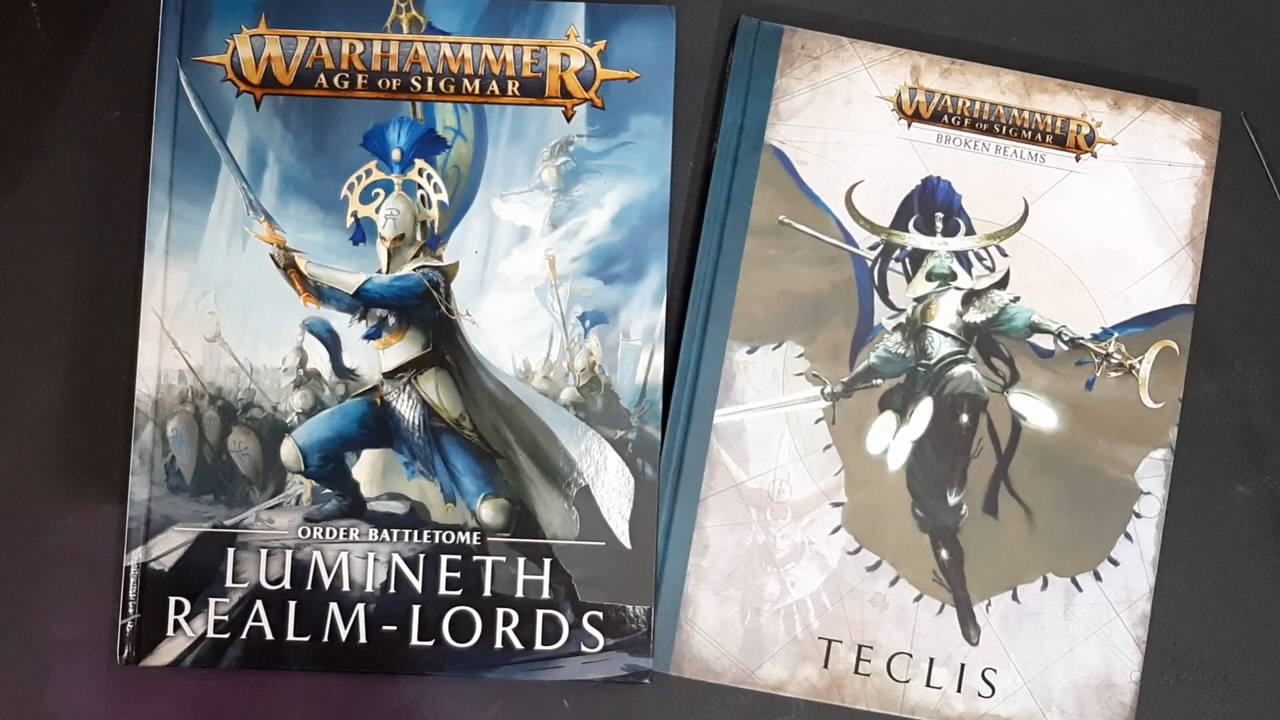 WARHAMMER
AGE OF SIGMAR
ORDER BATTLETOME
LUMINETH
REALM-LORDS
WARHAMMER
AGE OF SIGMAR
BROKEN REALMS
TECLIS